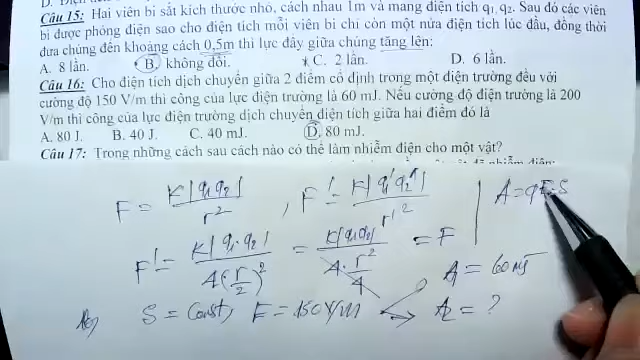 Câu 15: Hai viên bi sắt kích thước nhỏ, cách nhau 1m và mang điện tích q₁, q₂. Sau đó các viên
bi được phóng điện sao cho điện tích mỗi viên bi chỉ còn một nửa điện tích lúc đầu, đồng thời
đưa chúng đến khoảng cách 0,5m thì lực đẩy giữa chúng tăng lên:
A. 8 lần. B. không đổi. C. 2 lần. D. 6 lần.
Câu 16: Cho điện tích dịch chuyển giữa 2 điểm cố định trong một điện trường đều với
cường độ 150 V/m thì công của lực điện trường là 60 mJ. Nếu cường độ điện trường là 200
V/m thì công của lực điện trường dịch chuyển điện tích giữa hai điểm đó là
A. 80 J. B. 40 J. C. 40 mJ. D. 80 mJ.
Câu 17: Trong những cách sau cách nào có thể làm nhiễm điện cho một vật?
F = K|q₁q₂| / r² , F' = K|q₁'q₂'| / r'² A = qE.S
F' = K|q₁.q₂| / 4(r/2)² = K|q₁q₂| / 4.r²/4 = F
A₁ = 60mJ
S = Const, E = 150V/m A₂ = ?